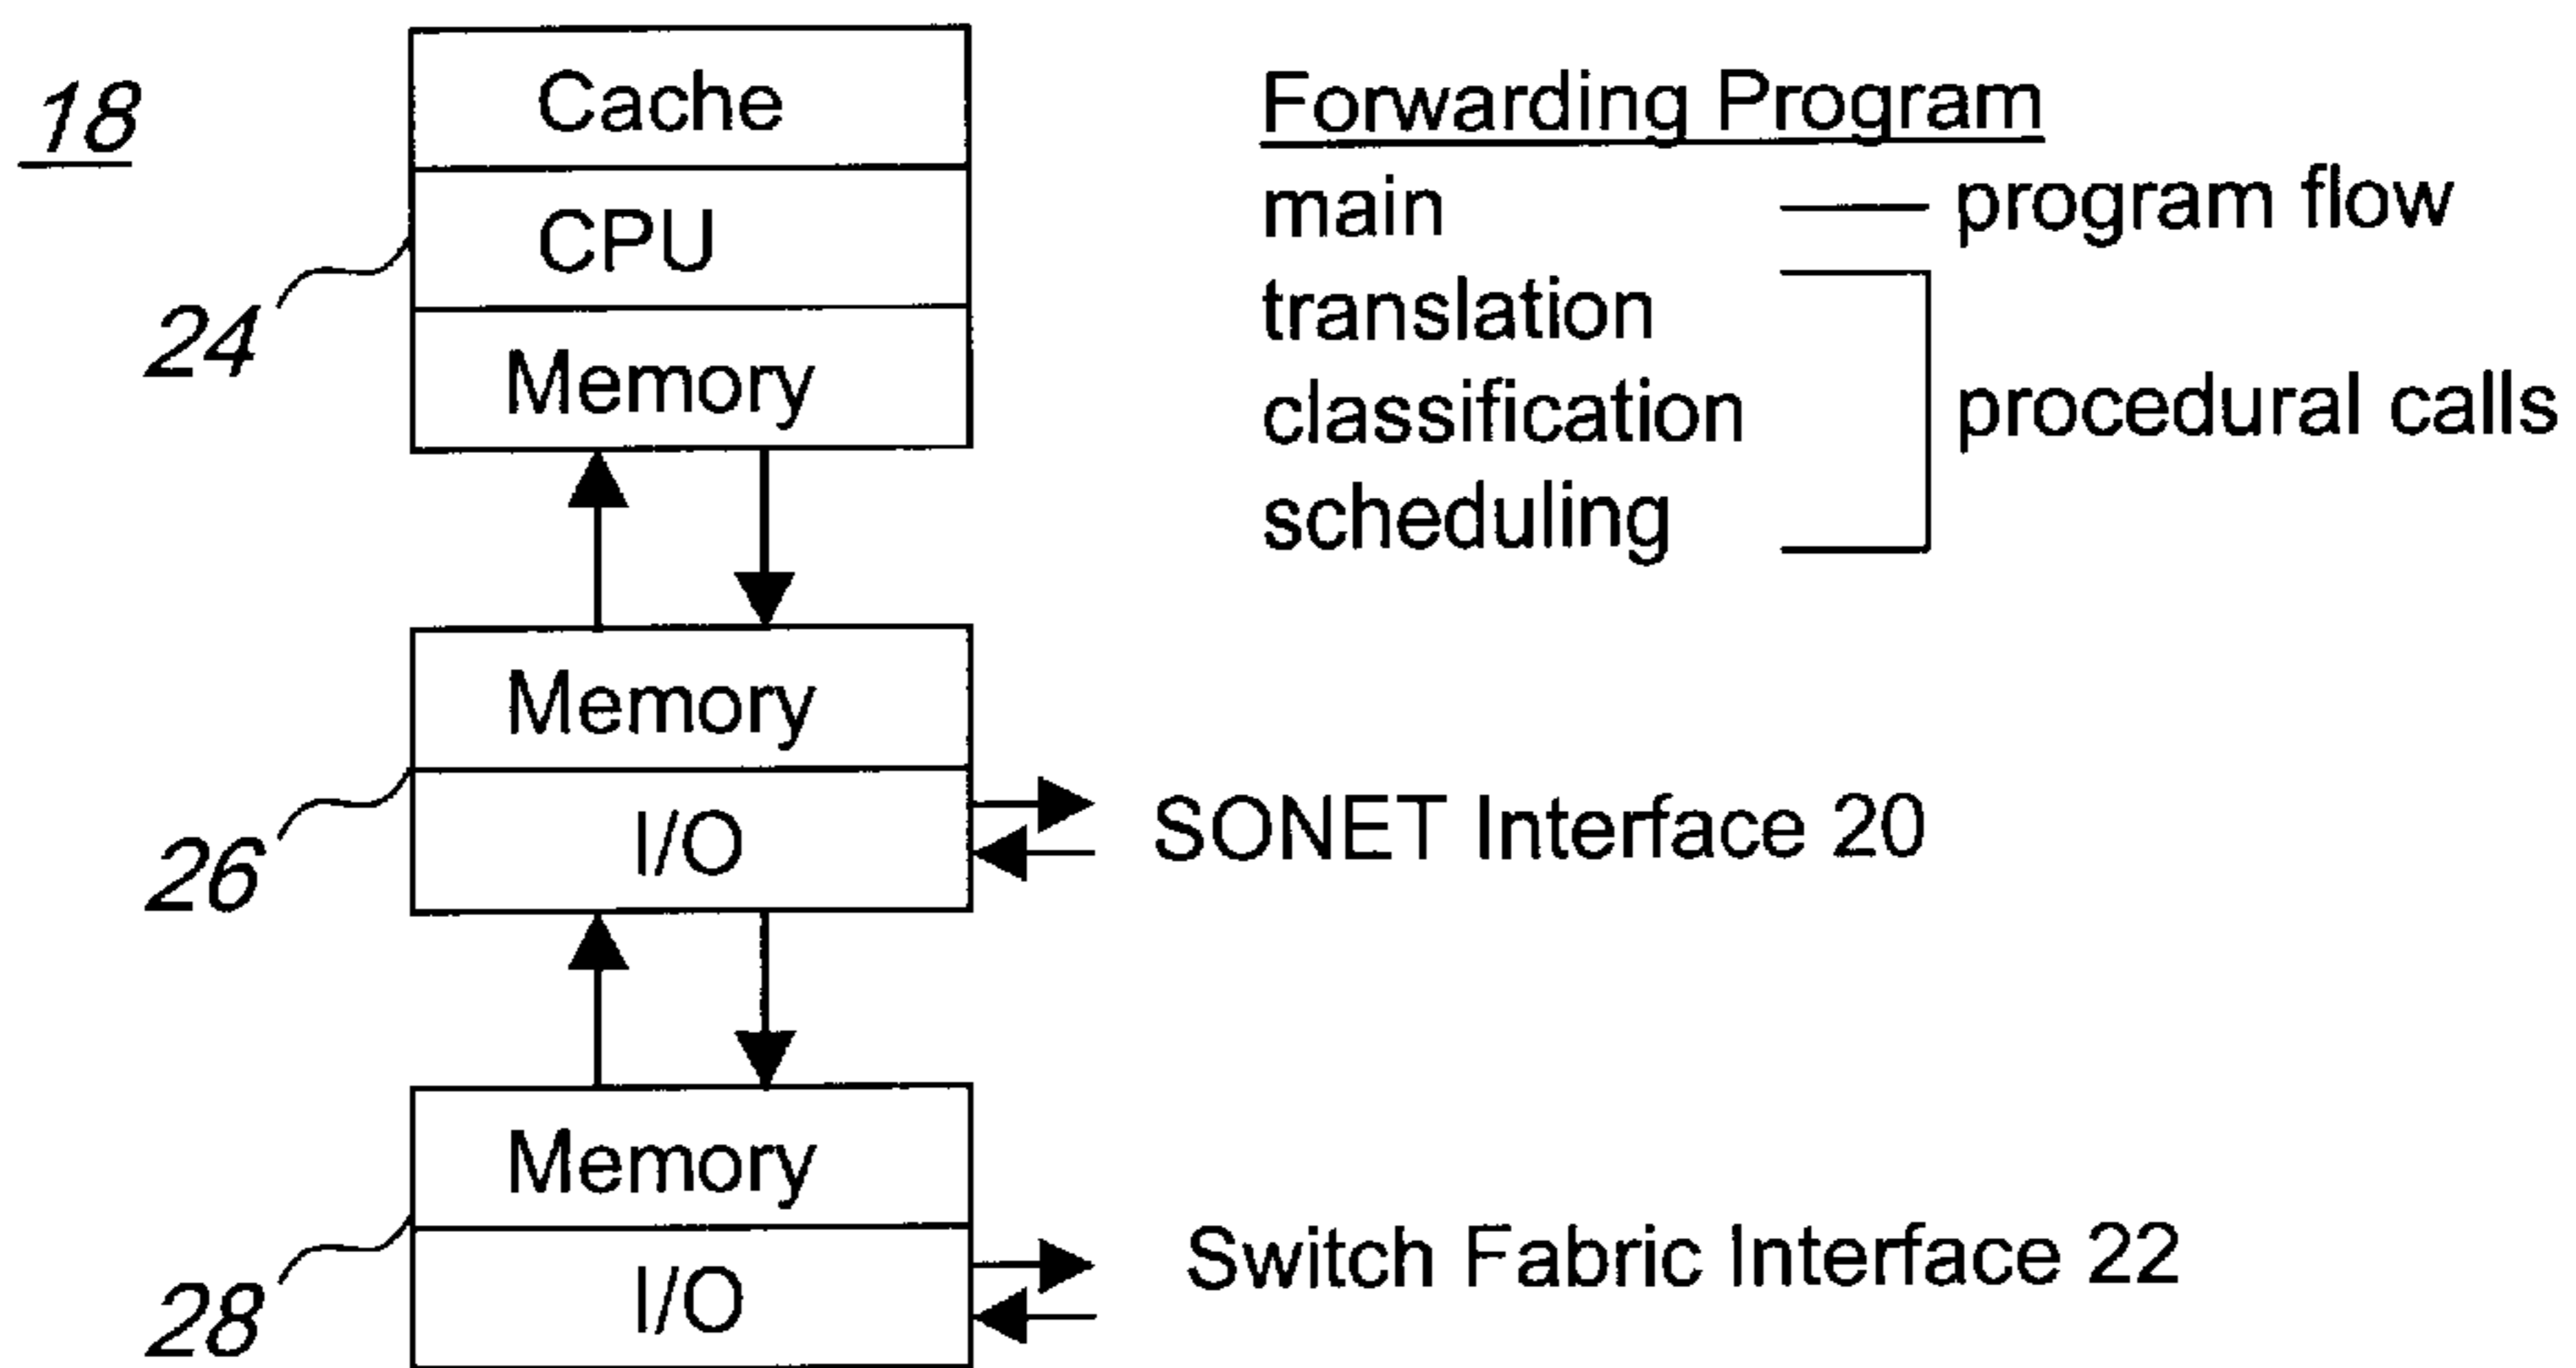 18
Cache
CPU
Memory
24
Forwarding Program
main
program flow
translation
classification
procedural calls
scheduling
Memory
I/O
26
SONET Interface 20
Memory
I/O
28
Switch Fabric Interface 22